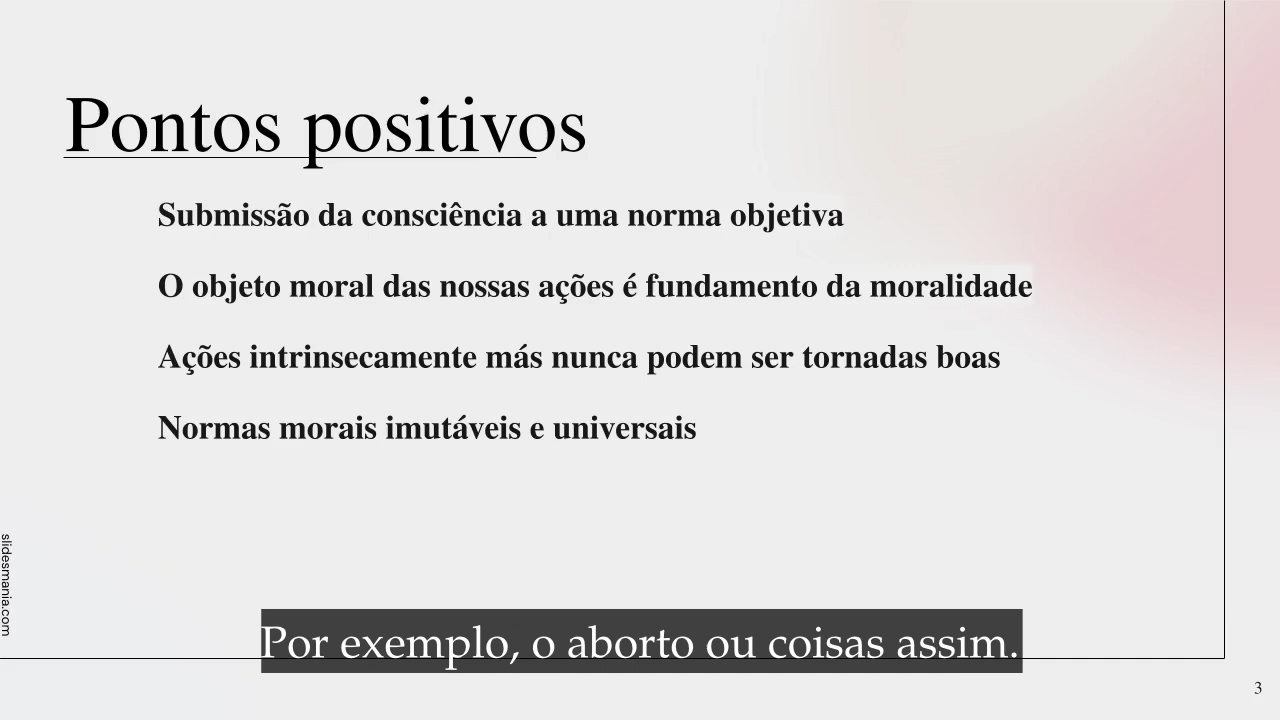 Pontos positivos
Submissão da consciência a uma norma objetiva
O objeto moral das nossas ações é fundamento da moralidade
Ações intrinsecamente más nunca podem ser tornadas boas
Normas morais imutáveis e universais
slidesmania.com
Por exemplo, o aborto ou coisas assim.
3